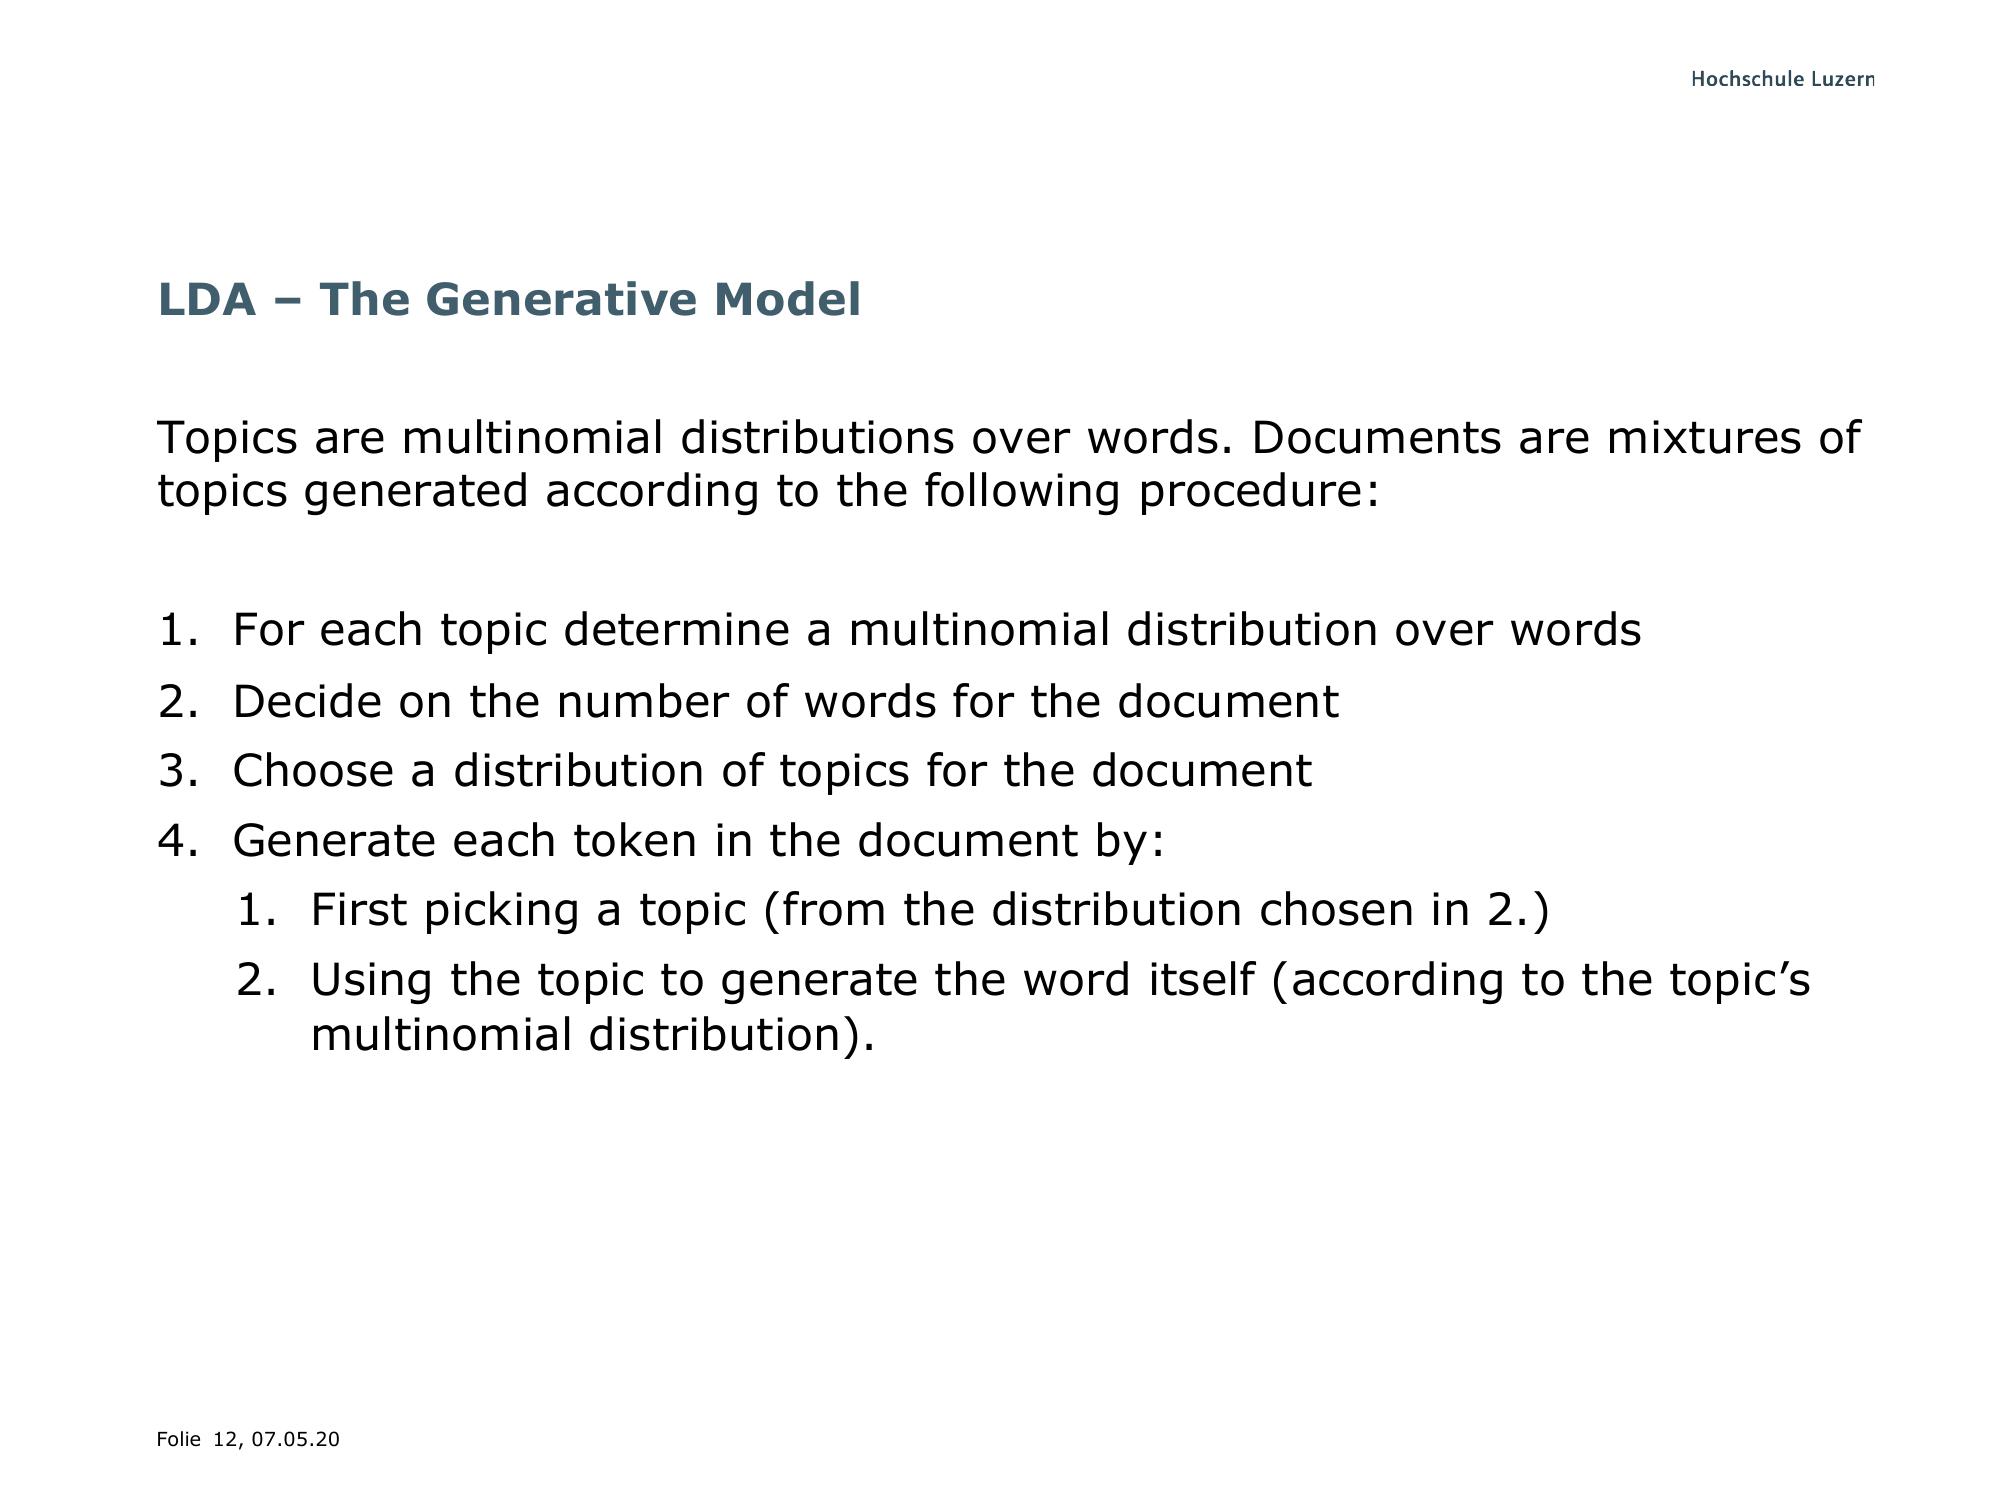 Hochschule Luzern
LDA – The Generative Model
Topics are multinomial distributions over words. Documents are mixtures of
topics generated according to the following procedure:
1. For each topic determine a multinomial distribution over words
2. Decide on the number of words for the document
3. Choose a distribution of topics for the document
4. Generate each token in the document by:
1. First picking a topic (from the distribution chosen in 2.)
2. Using the topic to generate the word itself (according to the topic’s
multinomial distribution).
Folie 12, 07.05.20